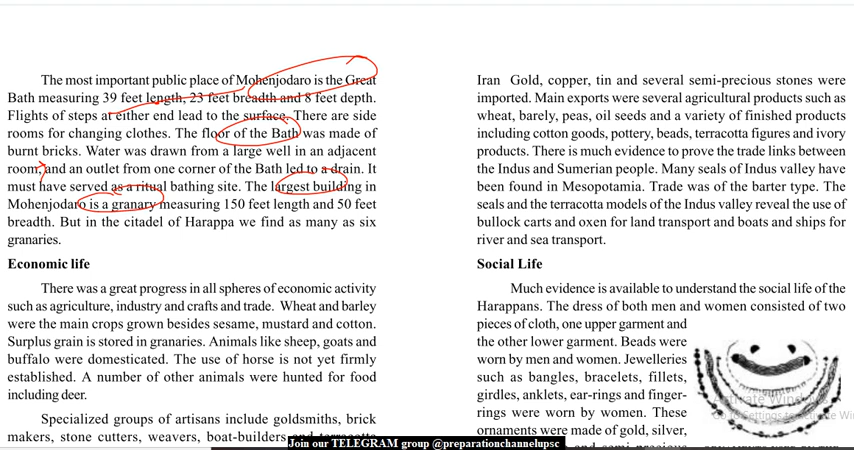 The most important public place of Mohenjodaro is the Great
Bath measuring 39 feet length, 23 feet breadth and 8 feet depth.
Flights of steps at either end lead to the surface. There are side
rooms for changing clothes. The floor of the Bath was made of
burnt bricks. Water was drawn from a large well in an adjacent
room, and an outlet from one corner of the Bath led to a drain. It
must have served as a ritual bathing site. The largest building in
Mohenjodaro is a granary measuring 150 feet length and 50 feet
breadth. But in the citadel of Harappa we find as many as six
granaries.
Economic life
There was a great progress in all spheres of economic activity
such as agriculture, industry and crafts and trade. Wheat and barley
were the main crops grown besides sesame, mustard and cotton.
Surplus grain is stored in granaries. Animals like sheep, goats and
buffalo were domesticated. The use of horse is not yet firmly
established. A number of other animals were hunted for food
including deer.
Specialized groups of artisans include goldsmiths, brick
makers, stone cutters, weavers, boat-builders and terracotta
Iran Gold, copper, tin and several semi-precious stones were
imported. Main exports were several agricultural products such as
wheat, barely, peas, oil seeds and a variety of finished products
including cotton goods, pottery, beads, terracotta figures and ivory
products. There is much evidence to prove the trade links between
the Indus and Sumerian people. Many seals of Indus valley have
been found in Mesopotamia. Trade was of the barter type. The
seals and the terracotta models of the Indus valley reveal the use of
bullock carts and oxen for land transport and boats and ships for
river and sea transport.
Social Life
Much evidence is available to understand the social life of the
Harappans. The dress of both men and women consisted of two
pieces of cloth, one upper garment and
the other lower garment. Beads were
worn by men and women. Jewelleries
such as bangles, bracelets, fillets,
girdles, anklets, ear-rings and finger-
rings were worn by women. These
ornaments were made of gold, silver,
and semi precious
Activate Win
Go to Settings to activate Wi
Join our TELEGRAM group @preparationchannelupsc